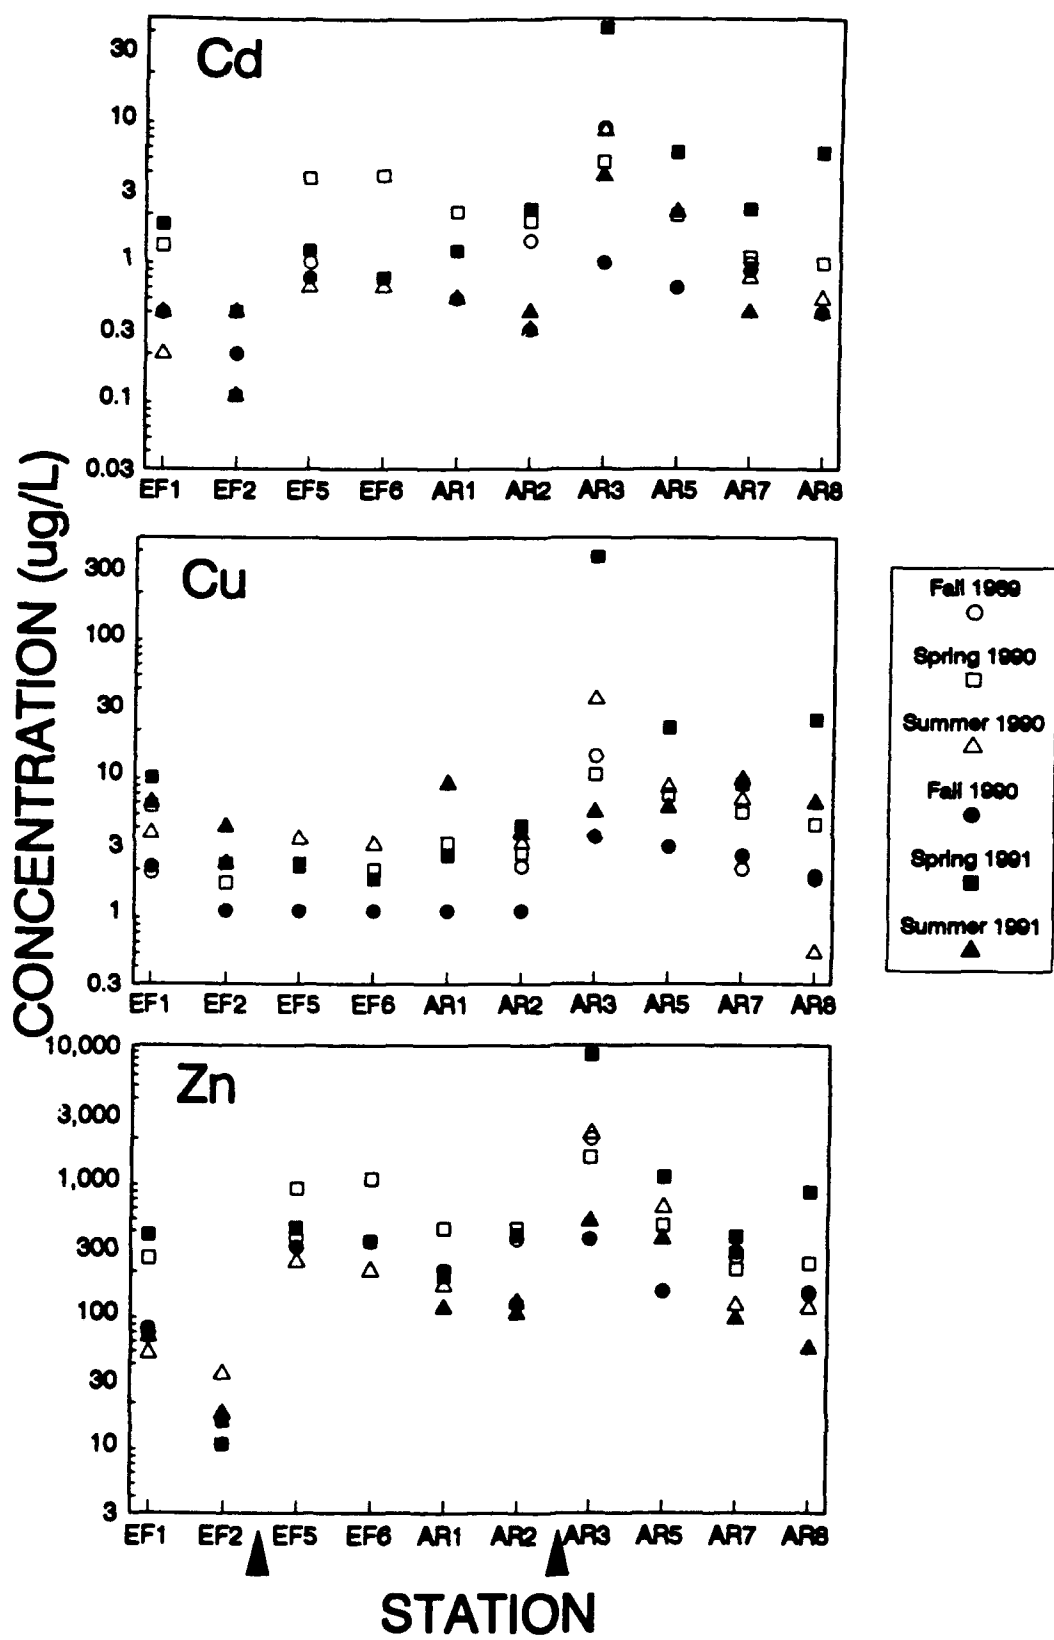 CONCENTRATION (ug/L)
Cd
30
10
3
1
0.3
0.1
0.03
EF1 EF2 EF5 EF6 AR1 AR2 AR3 AR5 AR7 AR8
Cu
300
100
30
10
3
1
0.3
EF1 EF2 EF5 EF6 AR1 AR2 AR3 AR5 AR7 AR8
Zn
10,000
3,000
1,000
300
100
30
10
3
EF1 EF2 EF5 EF6 AR1 AR2 AR3 AR5 AR7 AR8
STATION
Fall 1989
Spring 1990
Summer 1990
Fall 1990
Spring 1991
Summer 1991